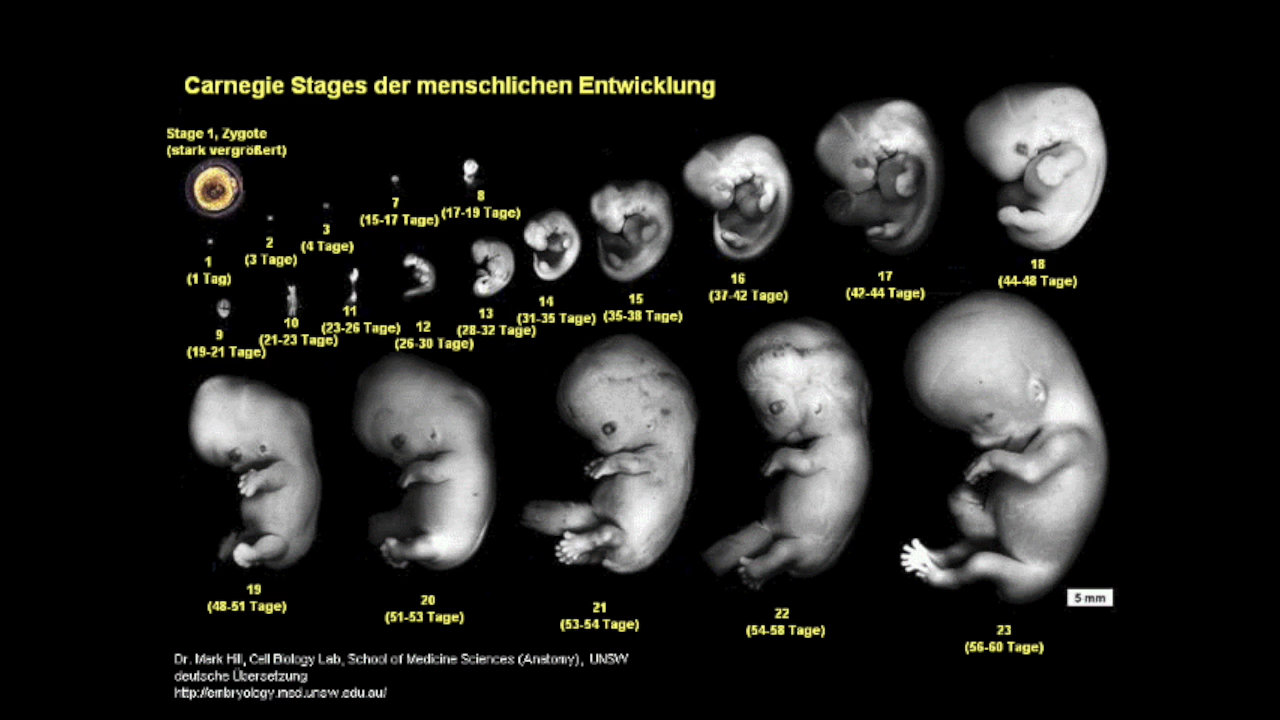 Carnegie Stages der menschlichen Entwicklung
Stage 1, Zygote
(stark vergrößert)
1
(1 Tag)
2
(3 Tage)
3
(4 Tage)
7
(15-17 Tage)
8
(17-19 Tage)
9
(19-21 Tage)
10
(21-23 Tage)
11
(23-26 Tage)
12
(26-30 Tage)
13
(28-32 Tage)
14
(31-35 Tage)
15
(35-38 Tage)
16
(37-42 Tage)
17
(42-44 Tage)
18
(44-48 Tage)
19
(48-51 Tage)
20
(51-53 Tage)
21
(53-54 Tage)
22
(54-58 Tage)
23
(56-60 Tage)
5 mm
Dr. Mark Hill, Cell Biology Lab, School of Medicine Sciences (Anatomy), UNSW
deutsche Übersetzung
http://embryology.med.unsw.edu.au/